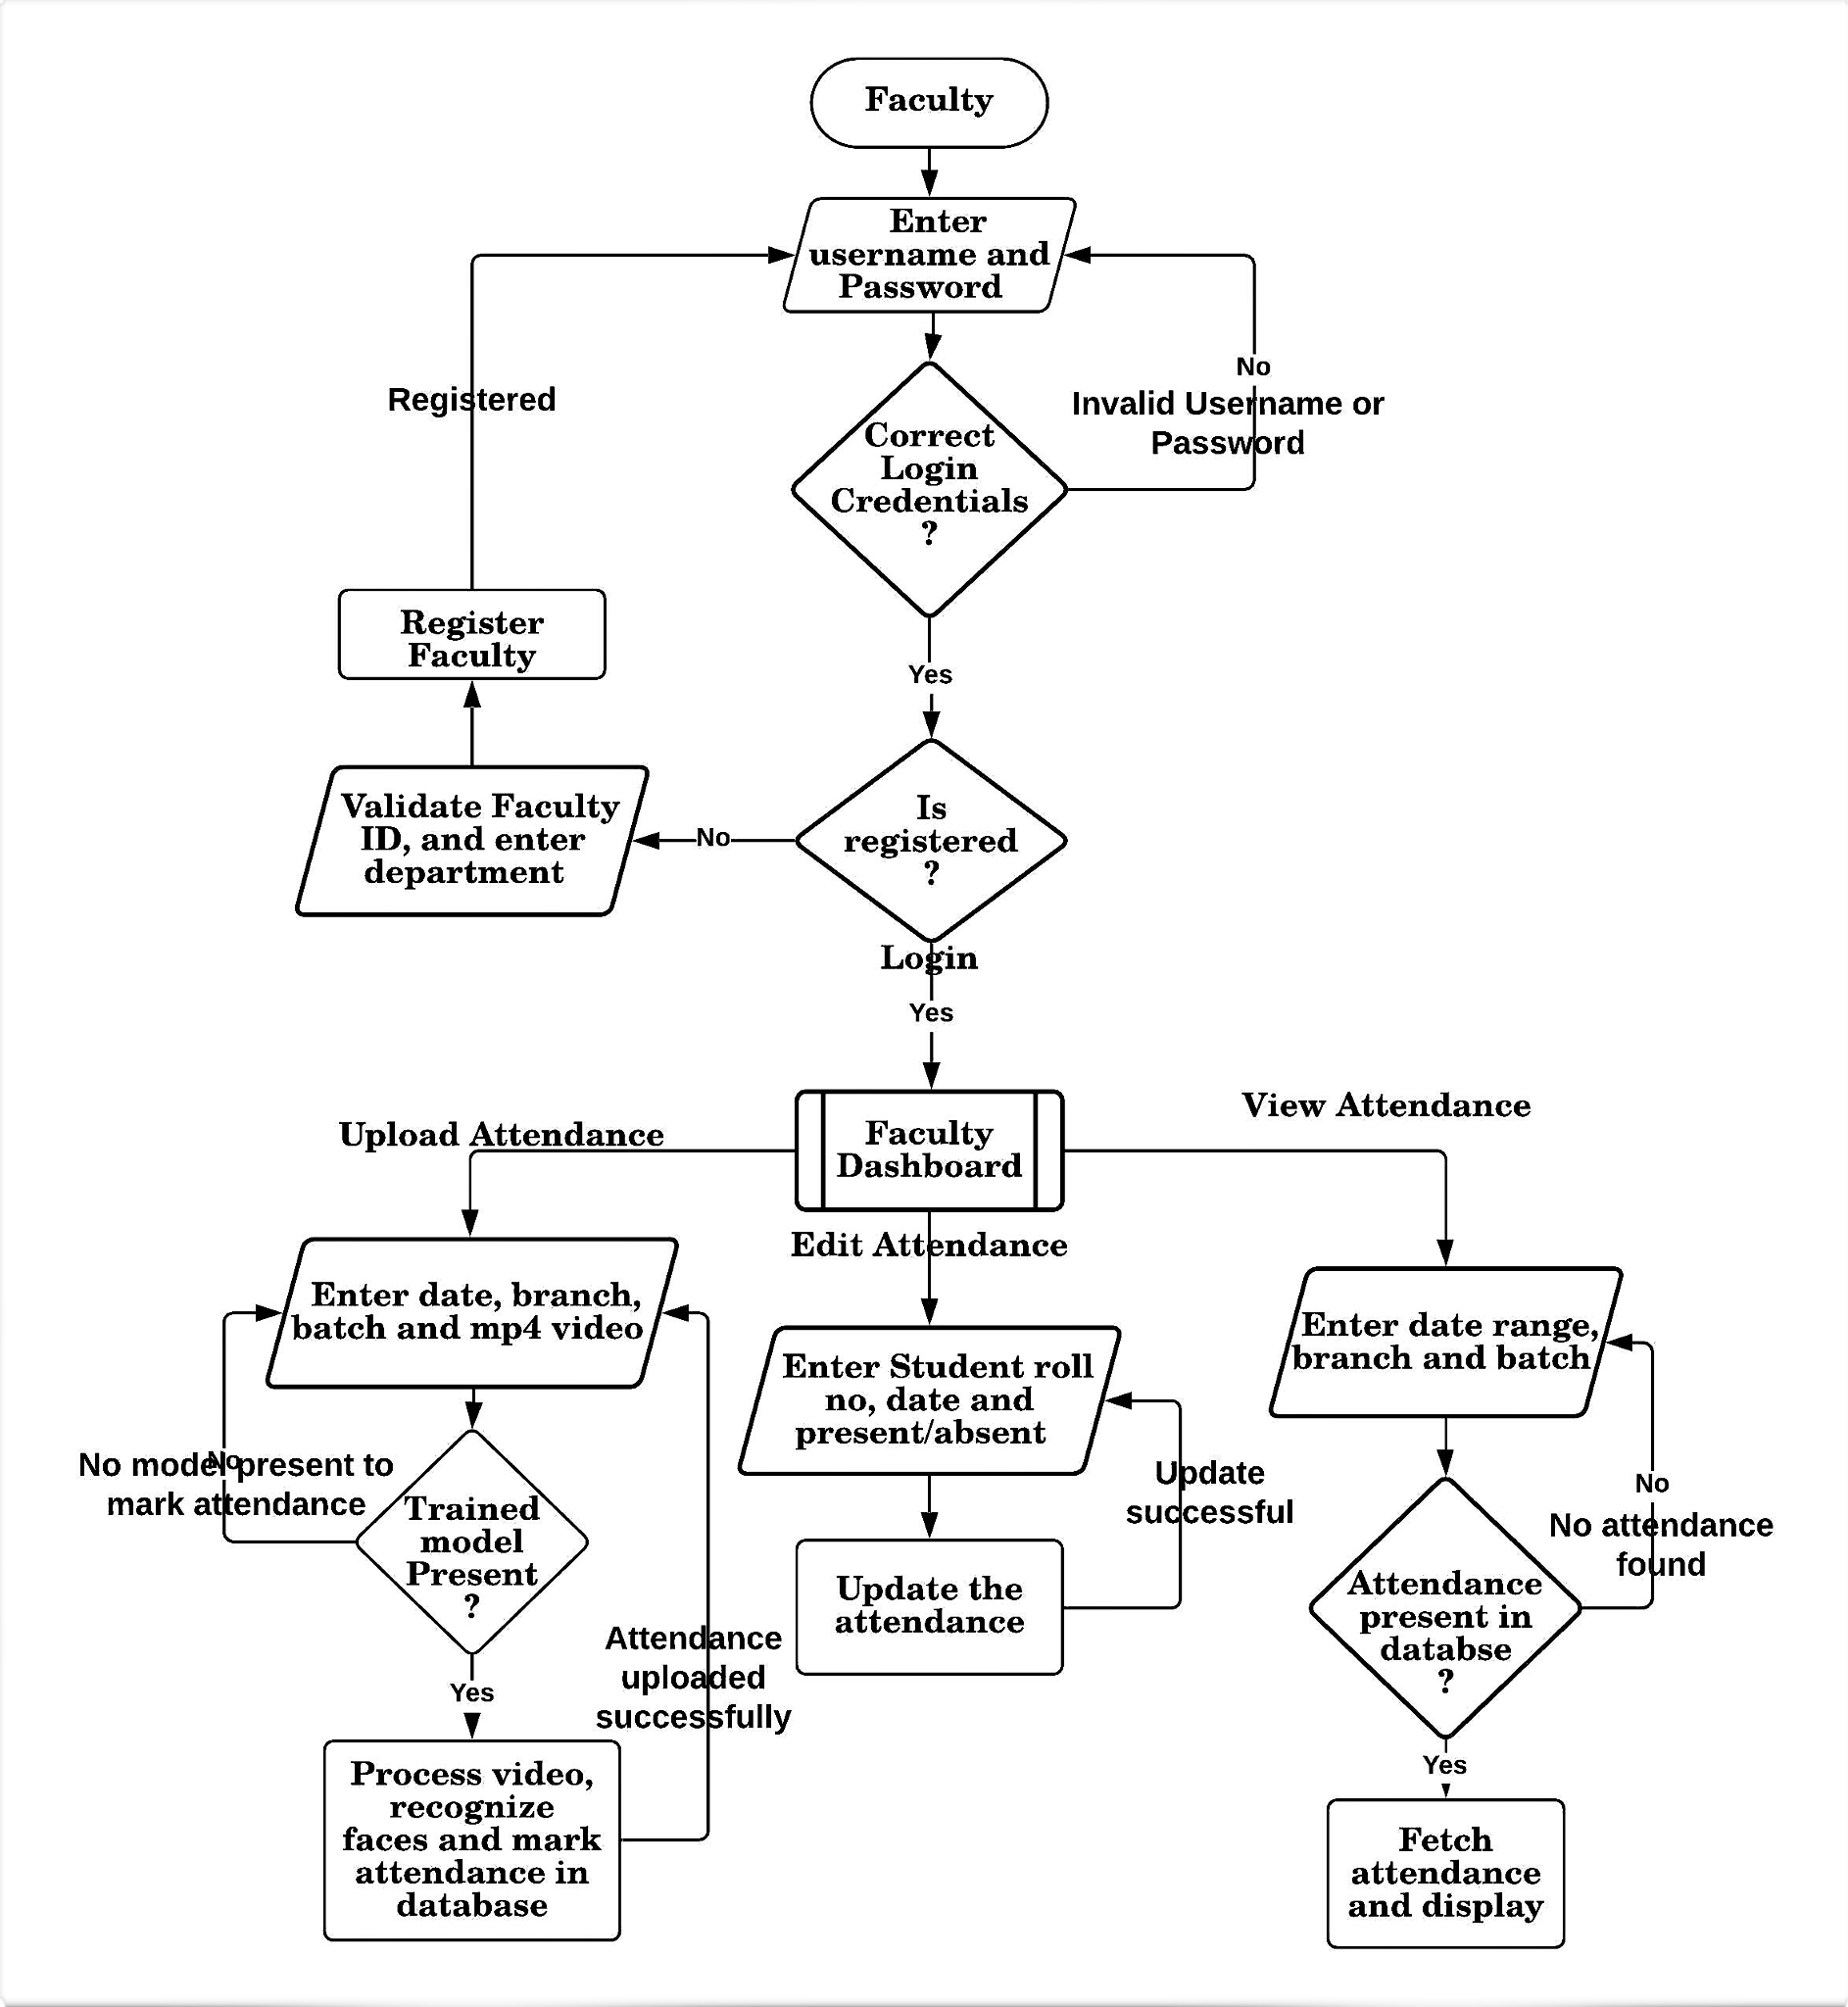 Faculty
Enter
username and
Password
No
Invalid Username or
Password
Registered
Correct
Login
Credentials
?
Register
Faculty
Yes
Validate Faculty
ID, and enter
department
No
Is
registered
?
Login
Yes
Faculty
Dashboard
Upload Attendance
View Attendance
Edit Attendance
Enter date, branch,
batch and mp4 video
Enter Student roll
no, date and
present/absent
Enter date range,
branch and batch
No
No model present to
mark attendance
Trained
model
Present
?
Update
successful
No
No attendance
found
Update the
attendance
Attendance
present in
databse
?
Attendance
uploaded
successfully
Yes
Yes
Process video,
recognize
faces and mark
attendance in
database
Fetch
attendance
and display